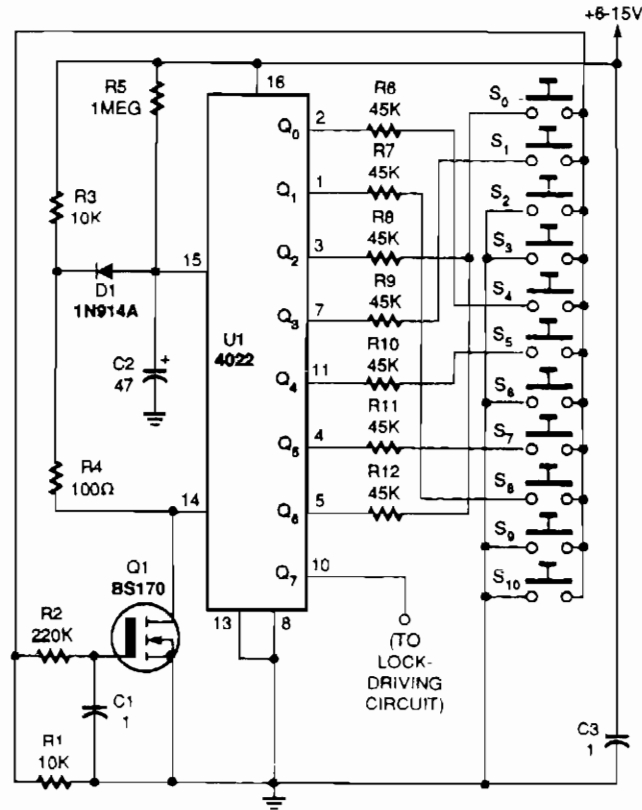 +6-15V
R5
1MEG
16
R6
45K
Q0
2
R7
45K
Q1
1
R8
45K
Q2
3
R9
45K
Q3
7
R10
45K
Q4
11
R11
45K
Q5
4
R12
45K
Q6
5
Q7
10
(TO
LOCK-
DRIVING
CIRCUIT)
S0
S1
S2
S3
S4
S5
S6
S7
S8
S9
S10
R3
10K
D1
1N914A
15
U1
4022
C2
47
+
R4
100Ω
14
Q1
BS170
13
8
R2
220K
C1
1
R1
10K
C3
1